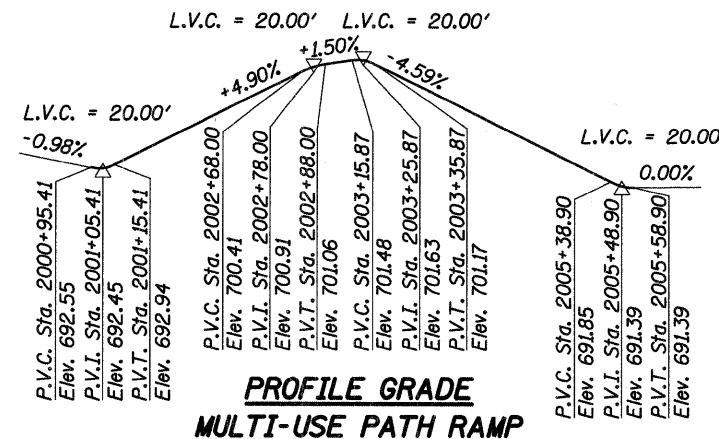 L.V.C. = 20.00' L.V.C. = 20.00'
+1.50%
+4.90%
-4.59%
L.V.C. = 20.00'
-0.98%
L.V.C. = 20.00
0.00%
P.V.C. Sta. 2000+95.41
Elev. 692.55
P.V.I. Sta. 2001+05.41
Elev. 692.45
P.V.T. Sta. 2001+15.41
Elev. 692.94
P.V.C. Sta. 2002+68.00
Elev. 700.41
P.V.I. Sta. 2002+78.00
Elev. 700.91
P.V.T. Sta. 2002+88.00
Elev. 701.06
P.V.C. Sta. 2003+15.87
Elev. 701.48
P.V.I. Sta. 2003+25.87
Elev. 701.63
P.V.T. Sta. 2003+35.87
Elev. 701.17
P.V.C. Sta. 2005+38.90
Elev. 691.85
P.V.I. Sta. 2005+48.90
Elev. 691.39
P.V.T. Sta. 2005+58.90
Elev. 691.39
PROFILE GRADE
MULTI-USE PATH RAMP